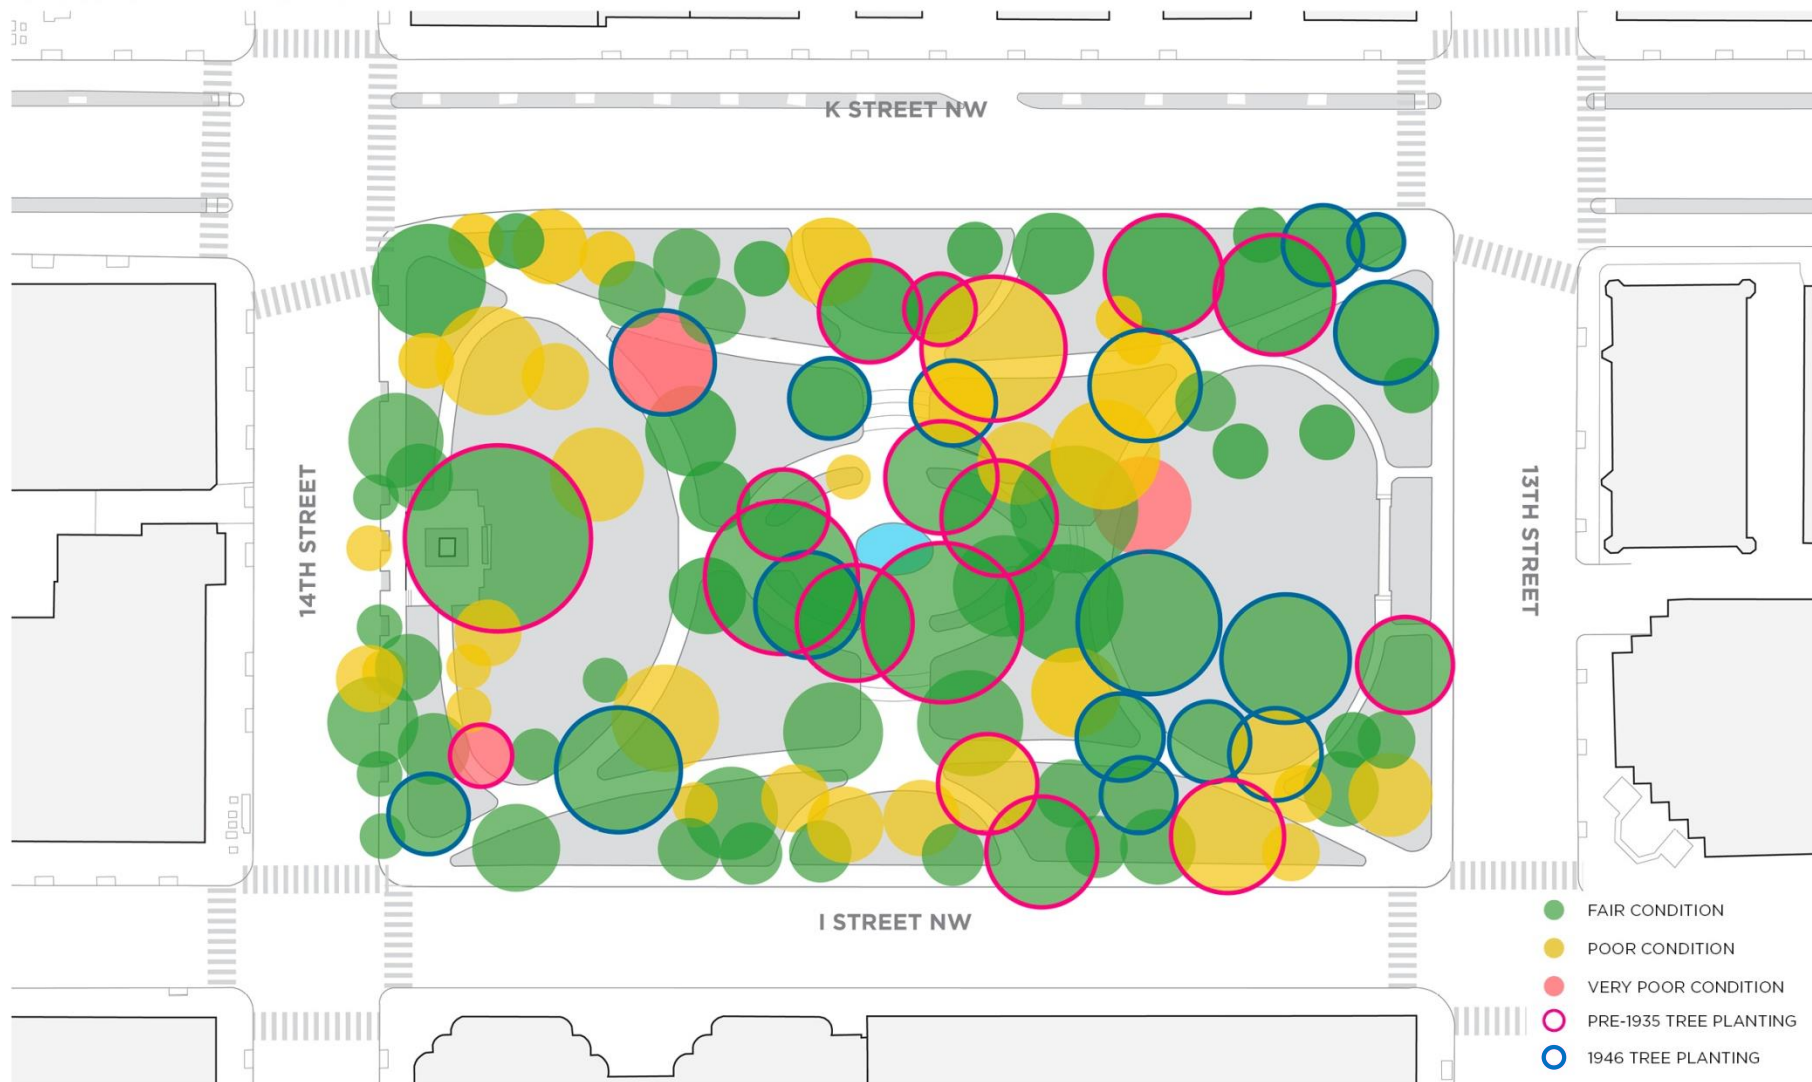 K STREET NW
14TH STREET
13TH STREET
I STREET NW
FAIR CONDITION
POOR CONDITION
VERY POOR CONDITION
PRE-1935 TREE PLANTING
1946 TREE PLANTING